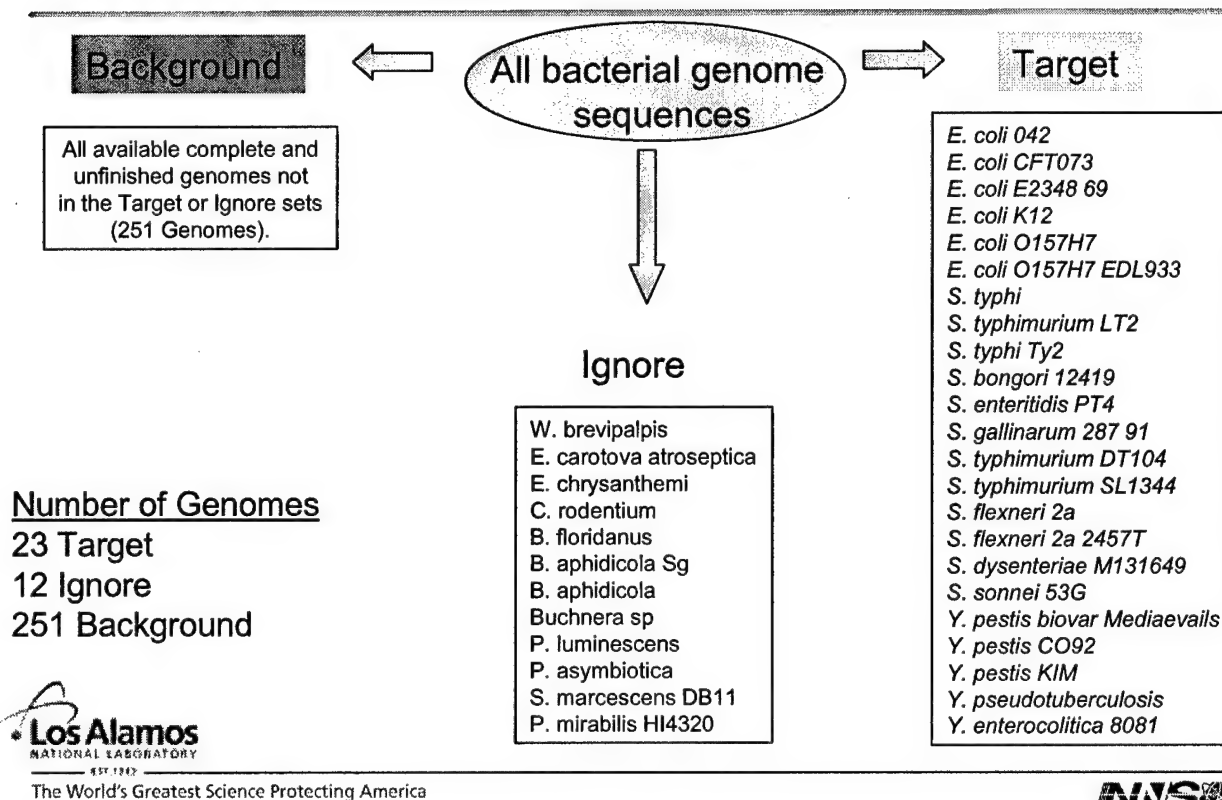 Background
All bacterial genome
sequences
Target
All available complete and
unfinished genomes not
in the Target or Ignore sets
(251 Genomes).
E. coli 042
E. coli CFT073
E. coli E2348 69
E. coli K12
E. coli O157H7
E. coli O157H7 EDL933
S. typhi
S. typhimurium LT2
S. typhi Ty2
S. bongori 12419
S. enteritidis PT4
S. gallinarum 287 91
S. typhimurium DT104
S. typhimurium SL1344
S. flexneri 2a
S. flexneri 2a 2457T
S. dysenteriae M131649
S. sonnei 53G
Y. pestis biovar Mediaevails
Y. pestis CO92
Y. pestis KIM
Y. pseudotuberculosis
Y. enterocolitica 8081
Ignore
W. brevipalpis
E. carotova atroseptica
E. chrysanthemi
C. rodentium
B. floridanus
B. aphidicola Sg
B. aphidicola
Buchnera sp
P. luminescens
P. asymbiotica
S. marcescens DB11
P. mirabilis HI4320
Number of Genomes
23 Target
12 Ignore
251 Background
Los Alamos
NATIONAL LABORATORY
EST. 1943
The World's Greatest Science Protecting America